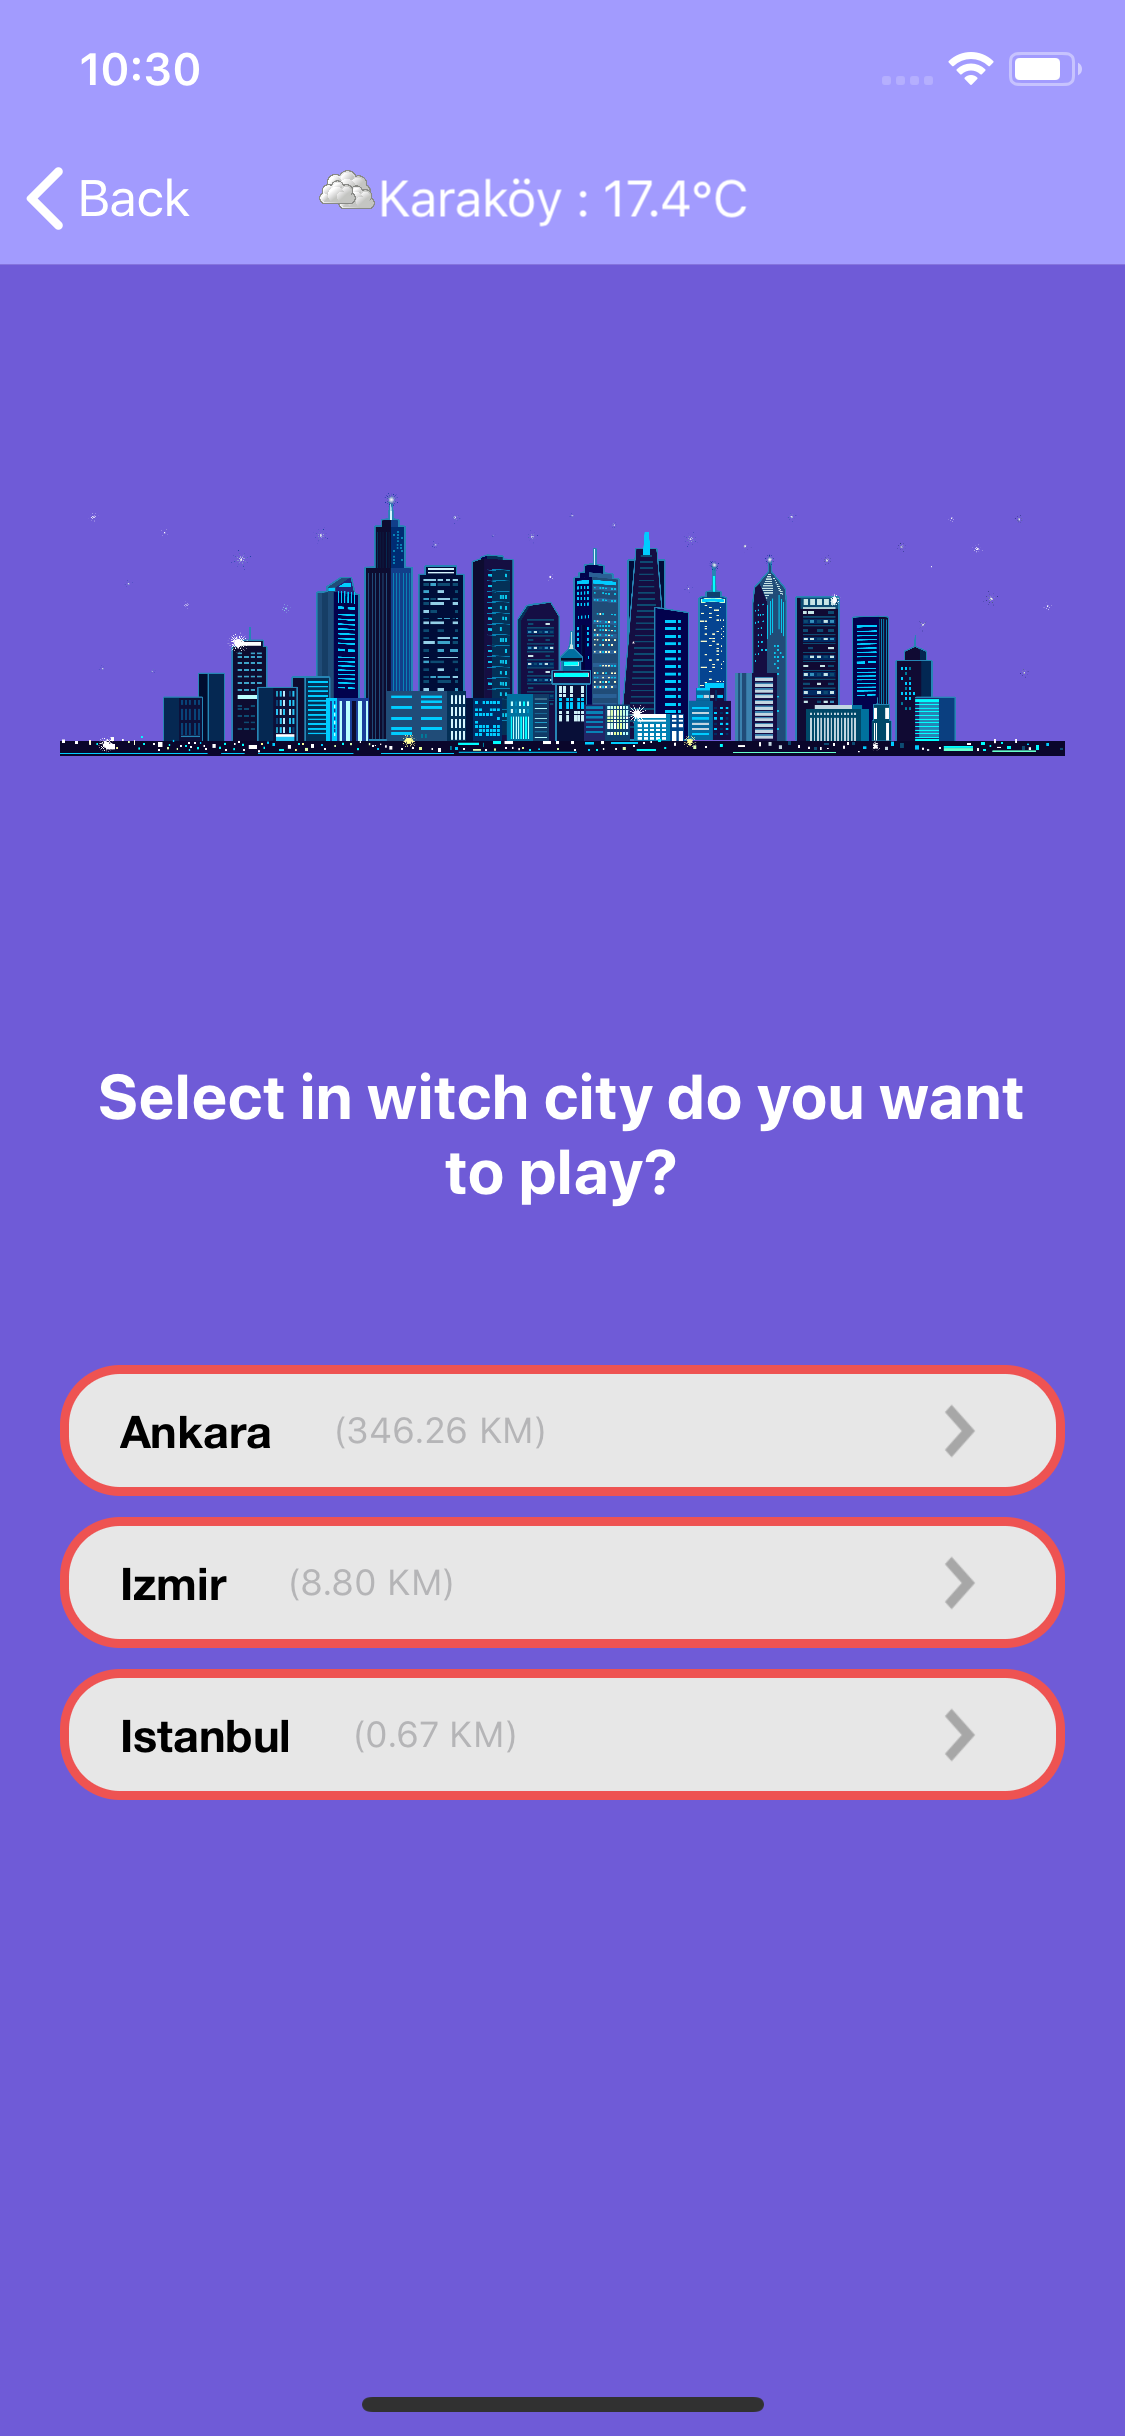 10:30
Back
Karaköy : 17.4°C
Select in witch city do you want
to play?
Ankara (346.26 KM)
Izmir (8.80 KM)
Istanbul (0.67 KM)